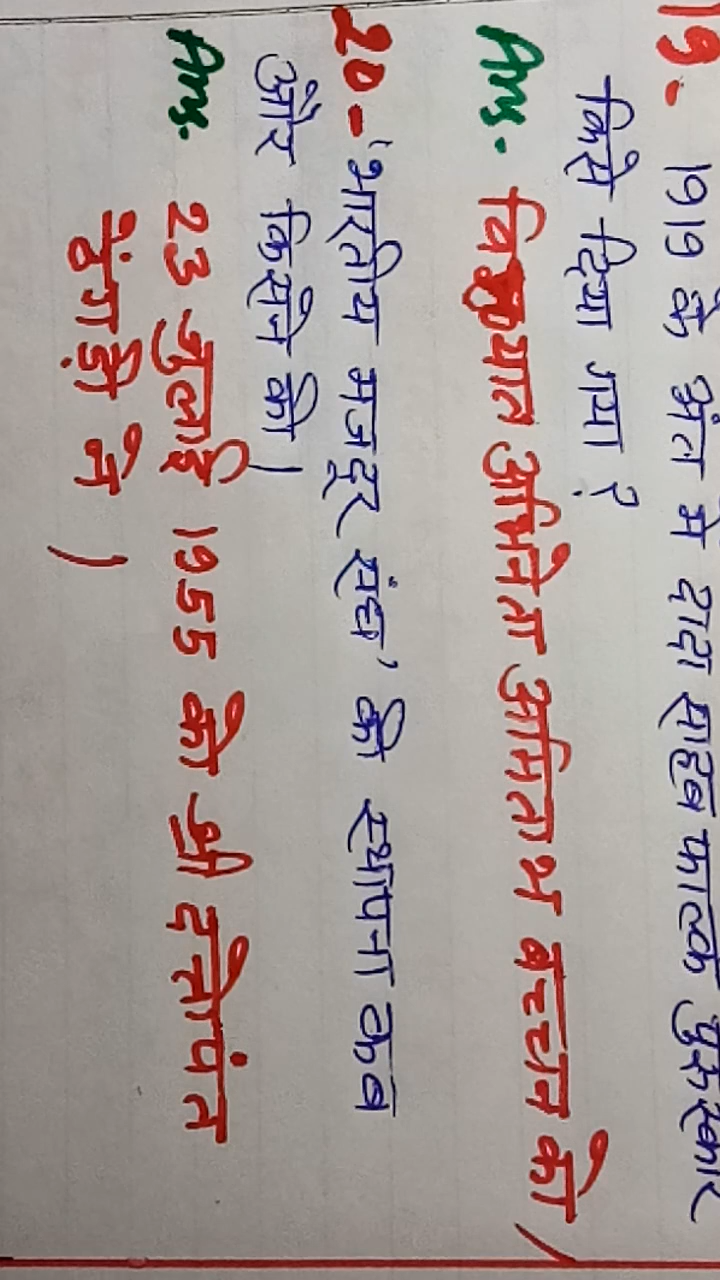 19. 1919 के अंत मे दादा साहब फाल्के पुरूस्कार
किसे दिया गया?
Ans. विख्यात अभिनेता अमिताभ बच्चन को।
20- 'भारतीय मजदूर संघ' की स्थापना कब
और किसने की।
Ans. 23 जुलाई 1955 को श्री दत्तोपंत
ठेंगड़ी ने।